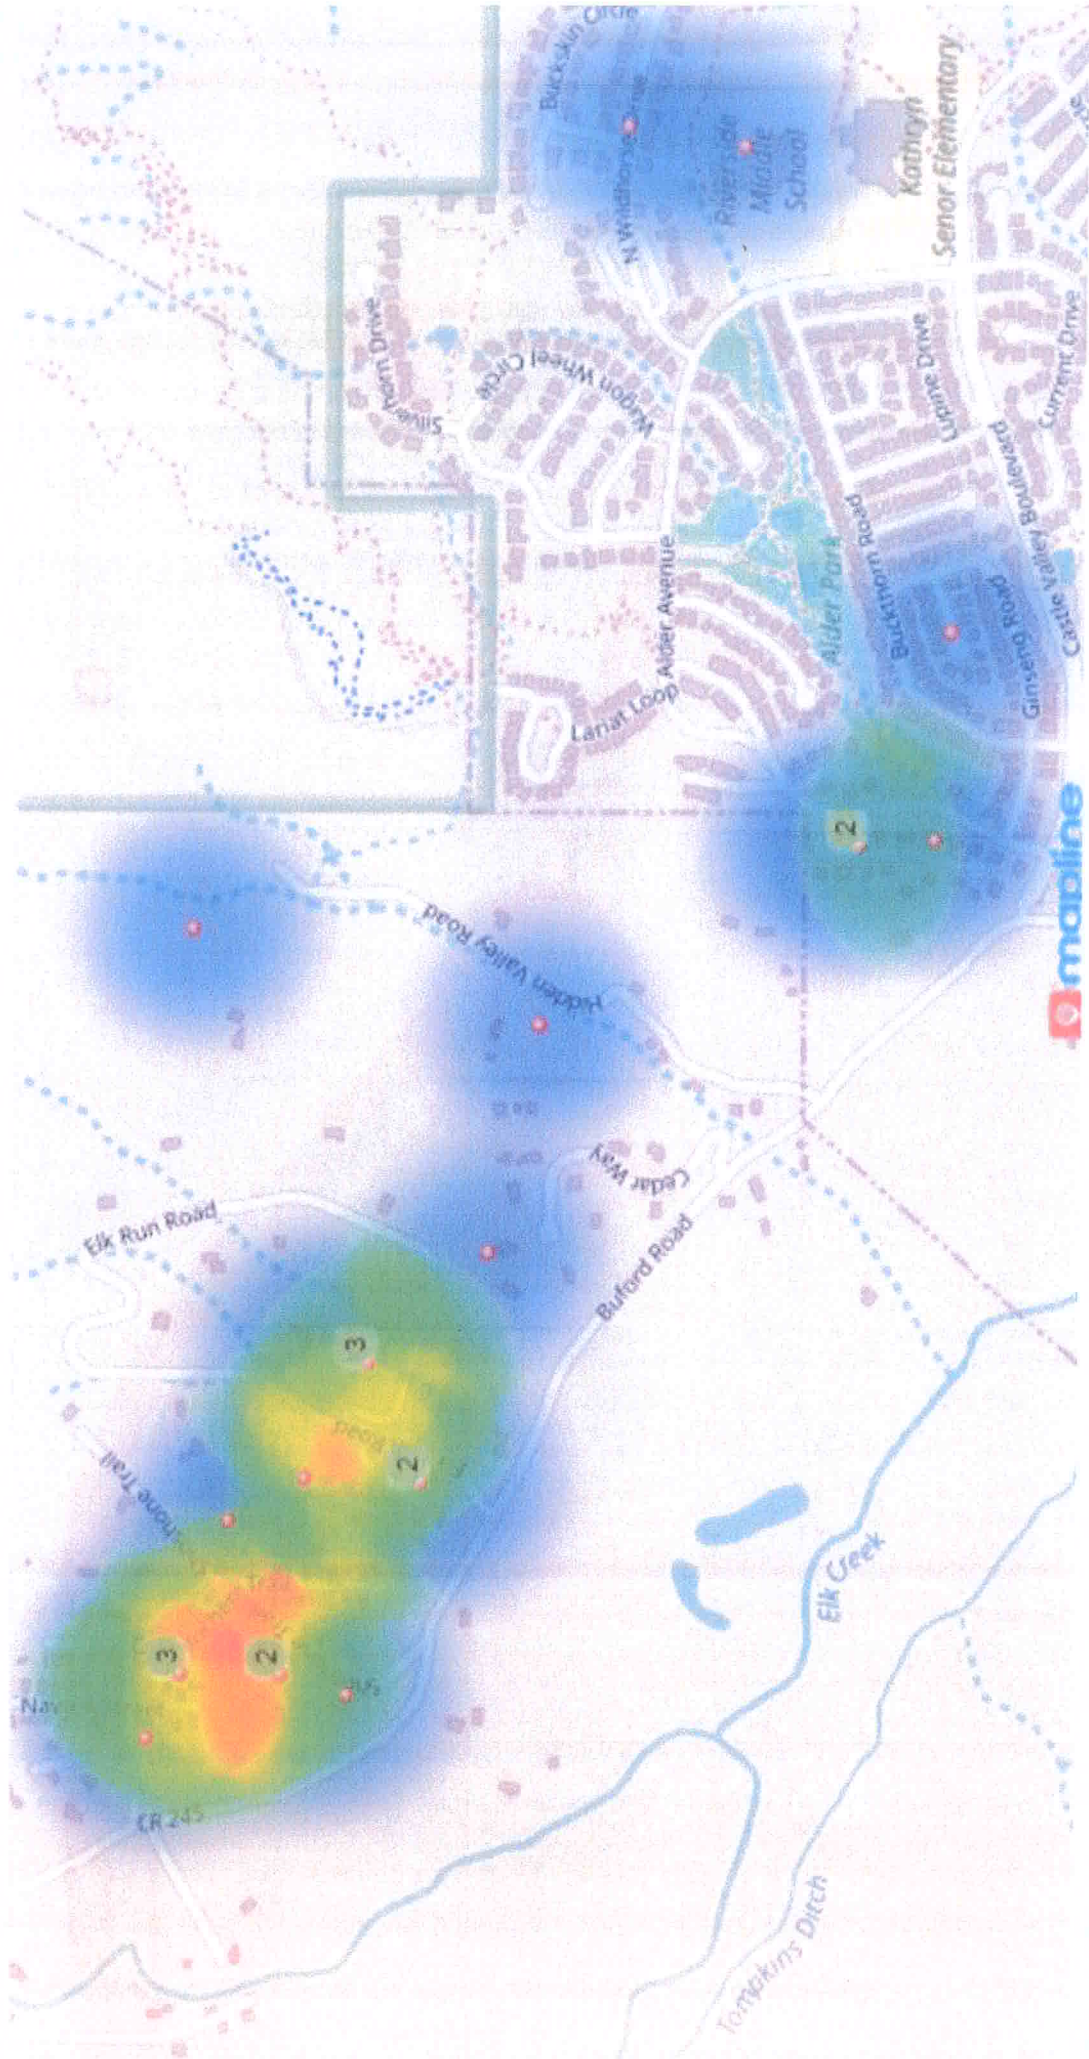 Buckskin Circle
Riverside
Middle
School
Kathryn
Senor Elementary
Silverhorn Drive
Wagon Wheel Circle
Lupine Drive
Current Drive
Castle Valley Boulevard
Buckthorn Road
Ginseng Road
Alder Park
Alder Avenue
Lariat Loop
2
mapline
Hidden Valley Road
Cedar Way
Buford Road
Elk Run Road
3
Road
2
Trail
3
2
CR 245
Elk Creek
Tompkins Ditch